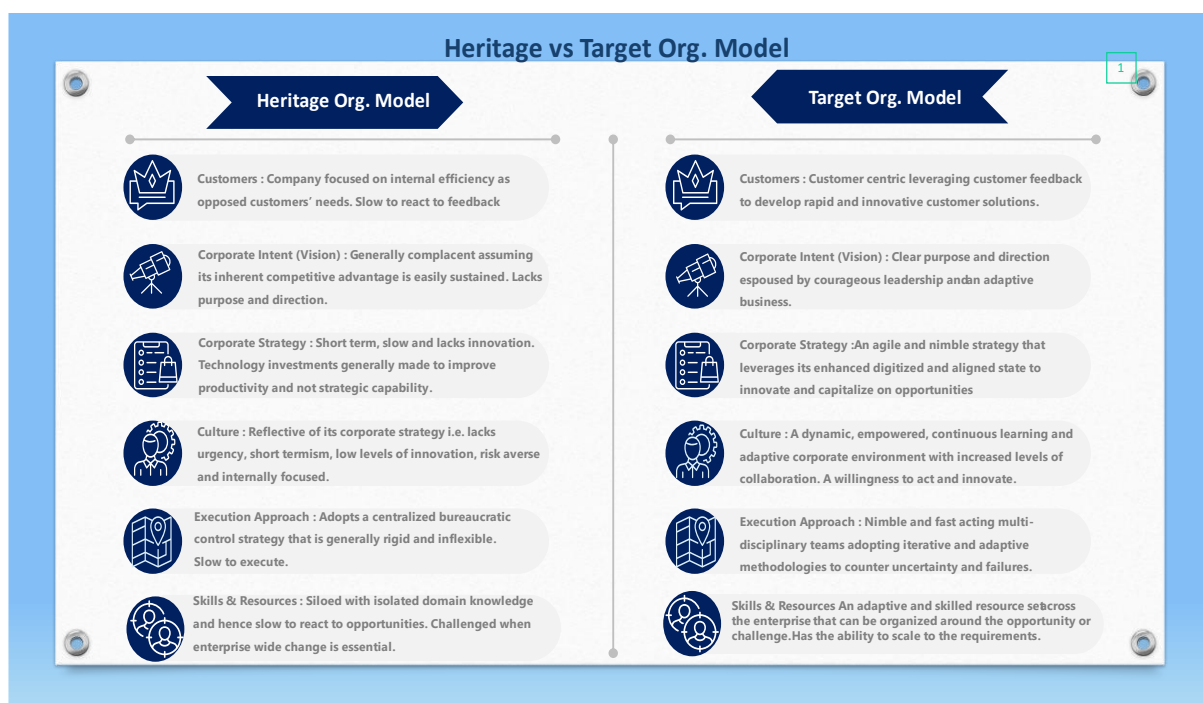 Heritage vs Target Org. Model
1
Heritage Org. Model
Customers : Company focused on internal efficiency as
opposed customers' needs. Slow to react to feedback
Corporate Intent (Vision) : Generally complacent assuming
its inherent competitive advantage is easily sustained. Lacks
purpose and direction.
Corporate Strategy : Short term, slow and lacks innovation.
Technology investments generally made to improve
productivity and not strategic capability.
Culture : Reflective of its corporate strategy i.e. lacks
urgency, short termism, low levels of innovation, risk averse
and internally focused.
Execution Approach : Adopts a centralized bureaucratic
control strategy that is generally rigid and inflexible.
Slow to execute.
Skills & Resources : Siloed with isolated domain knowledge
and hence slow to react to opportunities. Challenged when
enterprise wide change is essential.
Target Org. Model
Customers : Customer centric leveraging customer feedback
to develop rapid and innovative customer solutions.
Corporate Intent (Vision) : Clear purpose and direction
espoused by courageous leadership and an adaptive
business.
Corporate Strategy :An agile and nimble strategy that
leverages its enhanced digitized and aligned state to
innovate and capitalize on opportunities
Culture : A dynamic, empowered, continuous learning and
adaptive corporate environment with increased levels of
collaboration. A willingness to act and innovate.
Execution Approach : Nimble and fast acting multi-
disciplinary teams adopting iterative and adaptive
methodologies to counter uncertainty and failures.
Skills & Resources An adaptive and skilled resource set across
the enterprise that can be organized around the opportunity or
challenge.Has the ability to scale to the requirements.